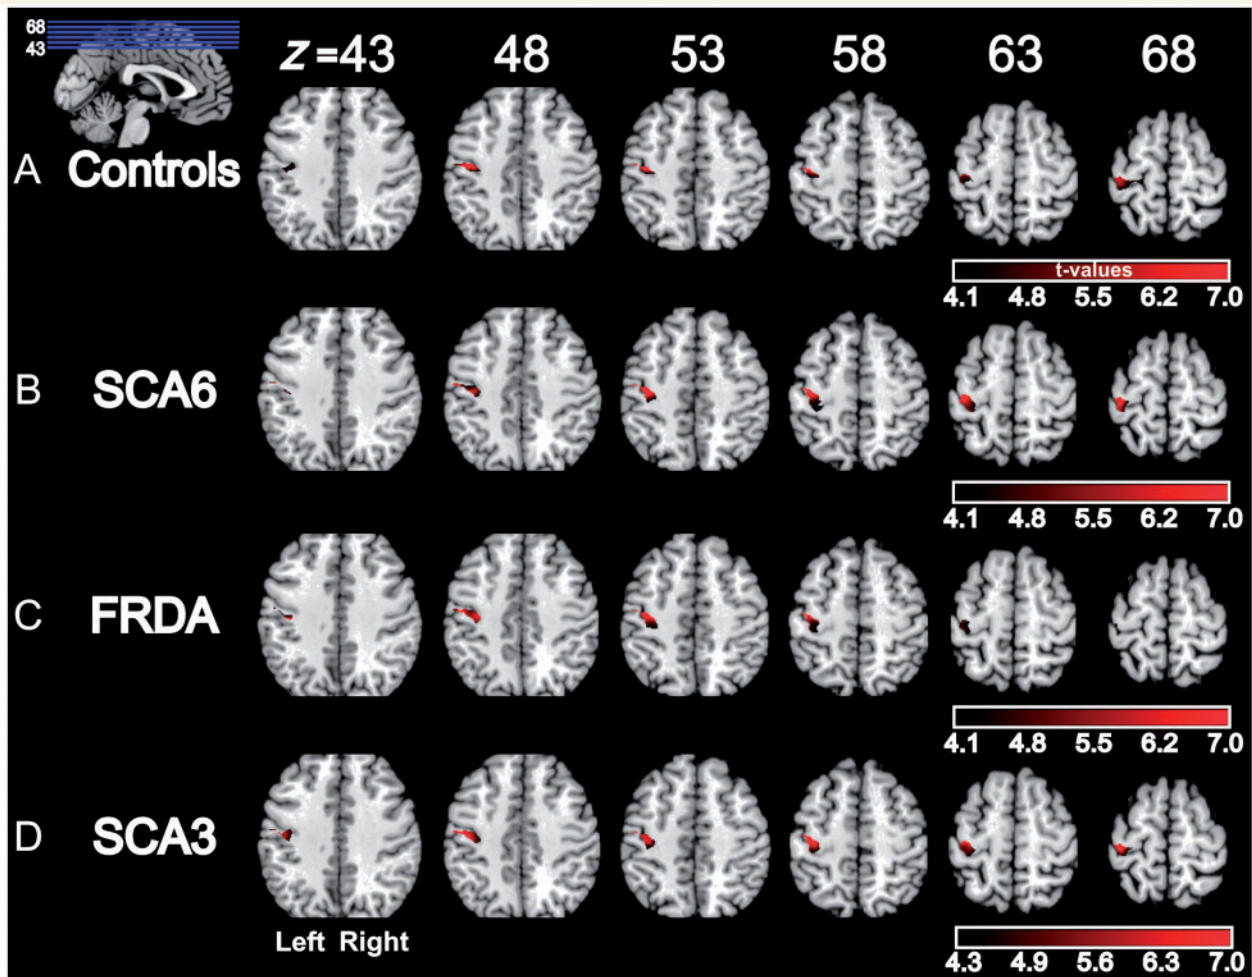 68
43
z =43 48 53 58 63 68
A Controls
t-values
4.1 4.8 5.5 6.2 7.0
B SCA6
4.1 4.8 5.5 6.2 7.0
C FRDA
4.1 4.8 5.5 6.2 7.0
D SCA3
Left Right
4.3 4.9 5.6 6.3 7.0